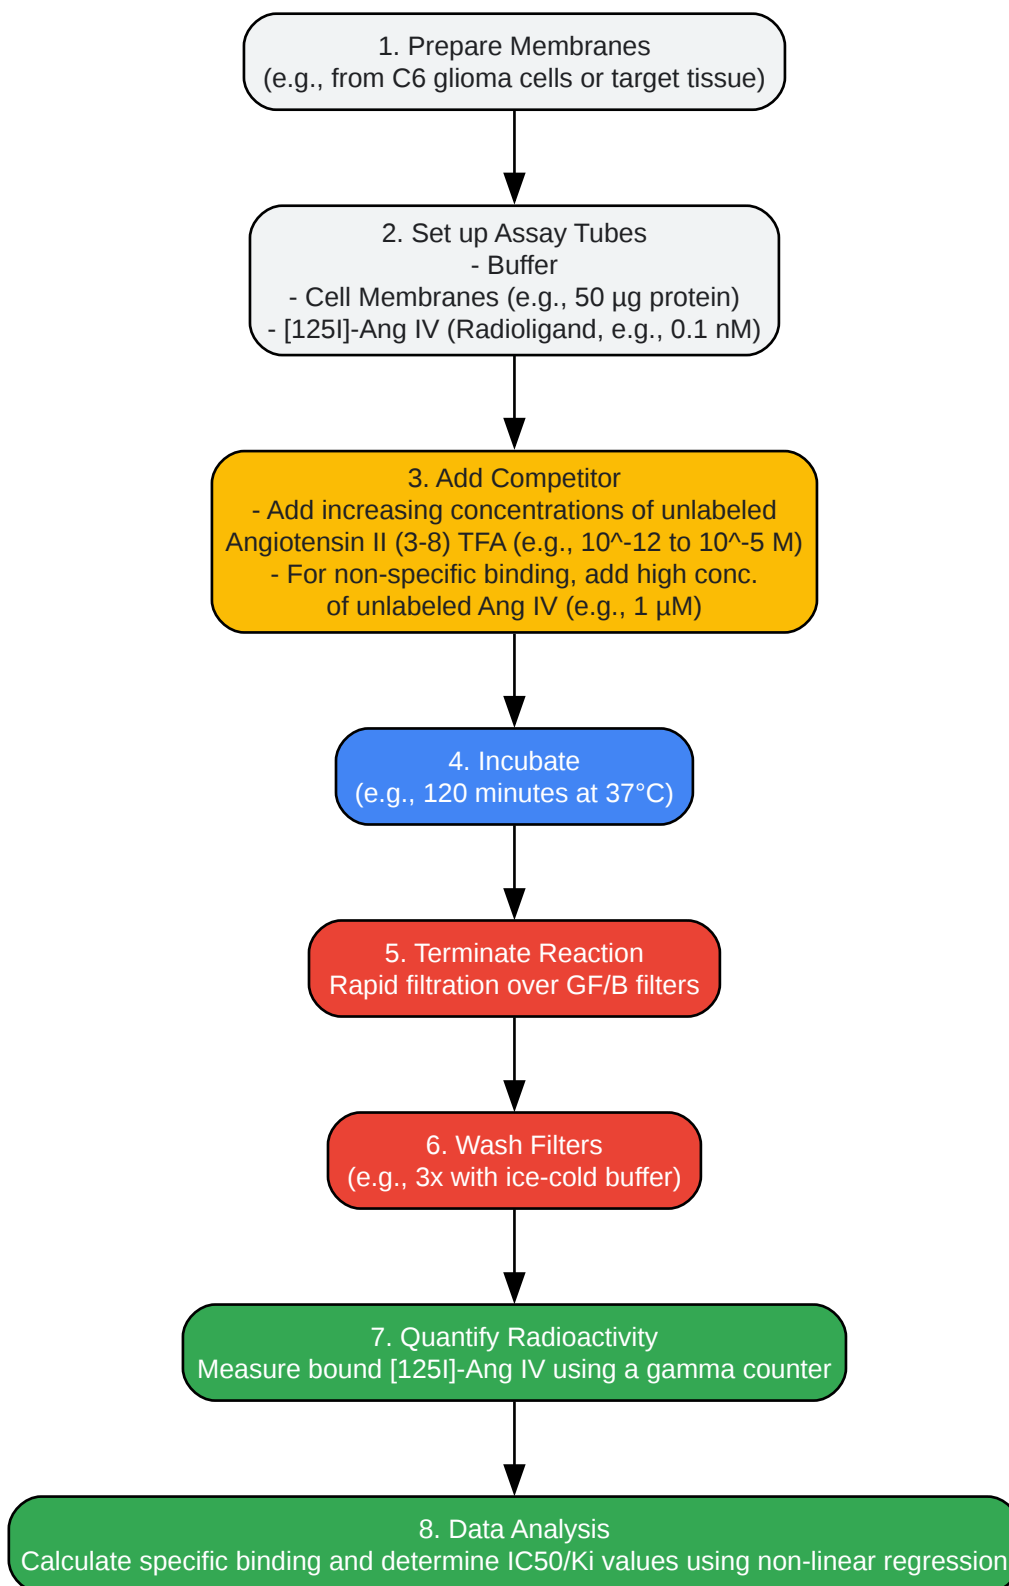 1. Prepare Membranes
(e.g., from C6 glioma cells or target tissue)
2. Set up Assay Tubes
- Buffer
- Cell Membranes (e.g., 50 µg protein)
- [125I]-Ang IV (Radioligand, e.g., 0.1 nM)
3. Add Competitor
- Add increasing concentrations of unlabeled
Angiotensin II (3-8) TFA (e.g., 10^-12 to 10^-5 M)
- For non-specific binding, add high conc.
of unlabeled Ang IV (e.g., 1 µM)
4. Incubate
(e.g., 120 minutes at 37°C)
5. Terminate Reaction
Rapid filtration over GF/B filters
6. Wash Filters
(e.g., 3x with ice-cold buffer)
7. Quantify Radioactivity
Measure bound [125I]-Ang IV using a gamma counter
8. Data Analysis
Calculate specific binding and determine IC50/Ki values using non-linear regression